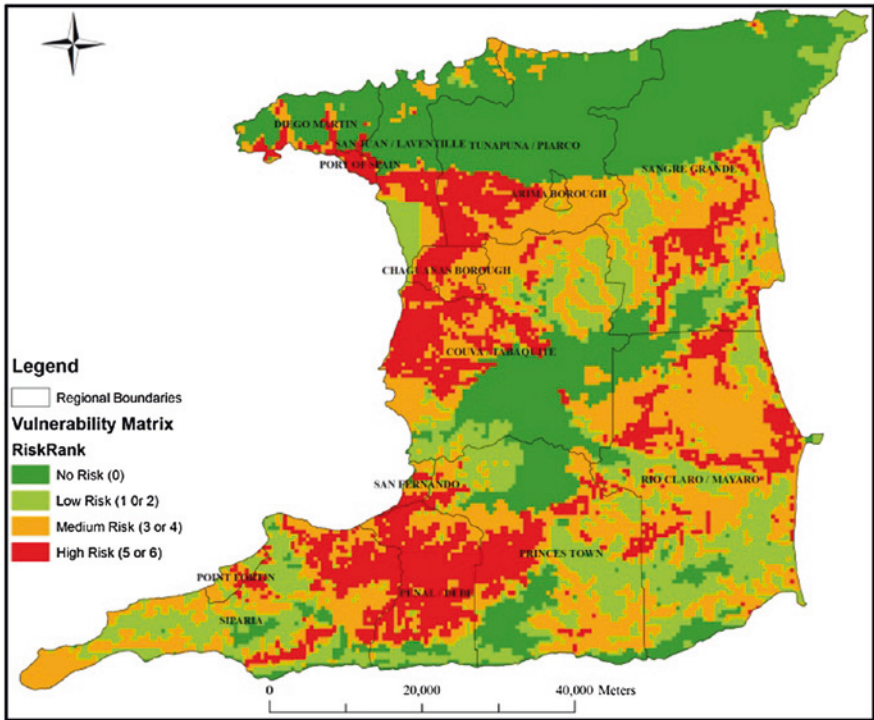 DIEGO MARTIN
SAN JUAN / LAVENTILLE
TUNAPUNA / PIARCO
PORT OF SPAIN
SANGRE GRANDE
ARIMA BOROUGH
CHAGUANAS BOROUGH
COUVA / TABAQUITE
SAN FERNANDO
RIO CLARO / MAYARO
PRINCES TOWN
POINT FORTIN
PENAL / DEBE
SIPARIA
Legend
Regional Boundaries
Vulnerability Matrix
RiskRank
No Risk (0)
Low Risk (1 0r 2)
Medium Risk (3 or 4)
High Risk (5 or 6)
0 20,000 40,000 Meters